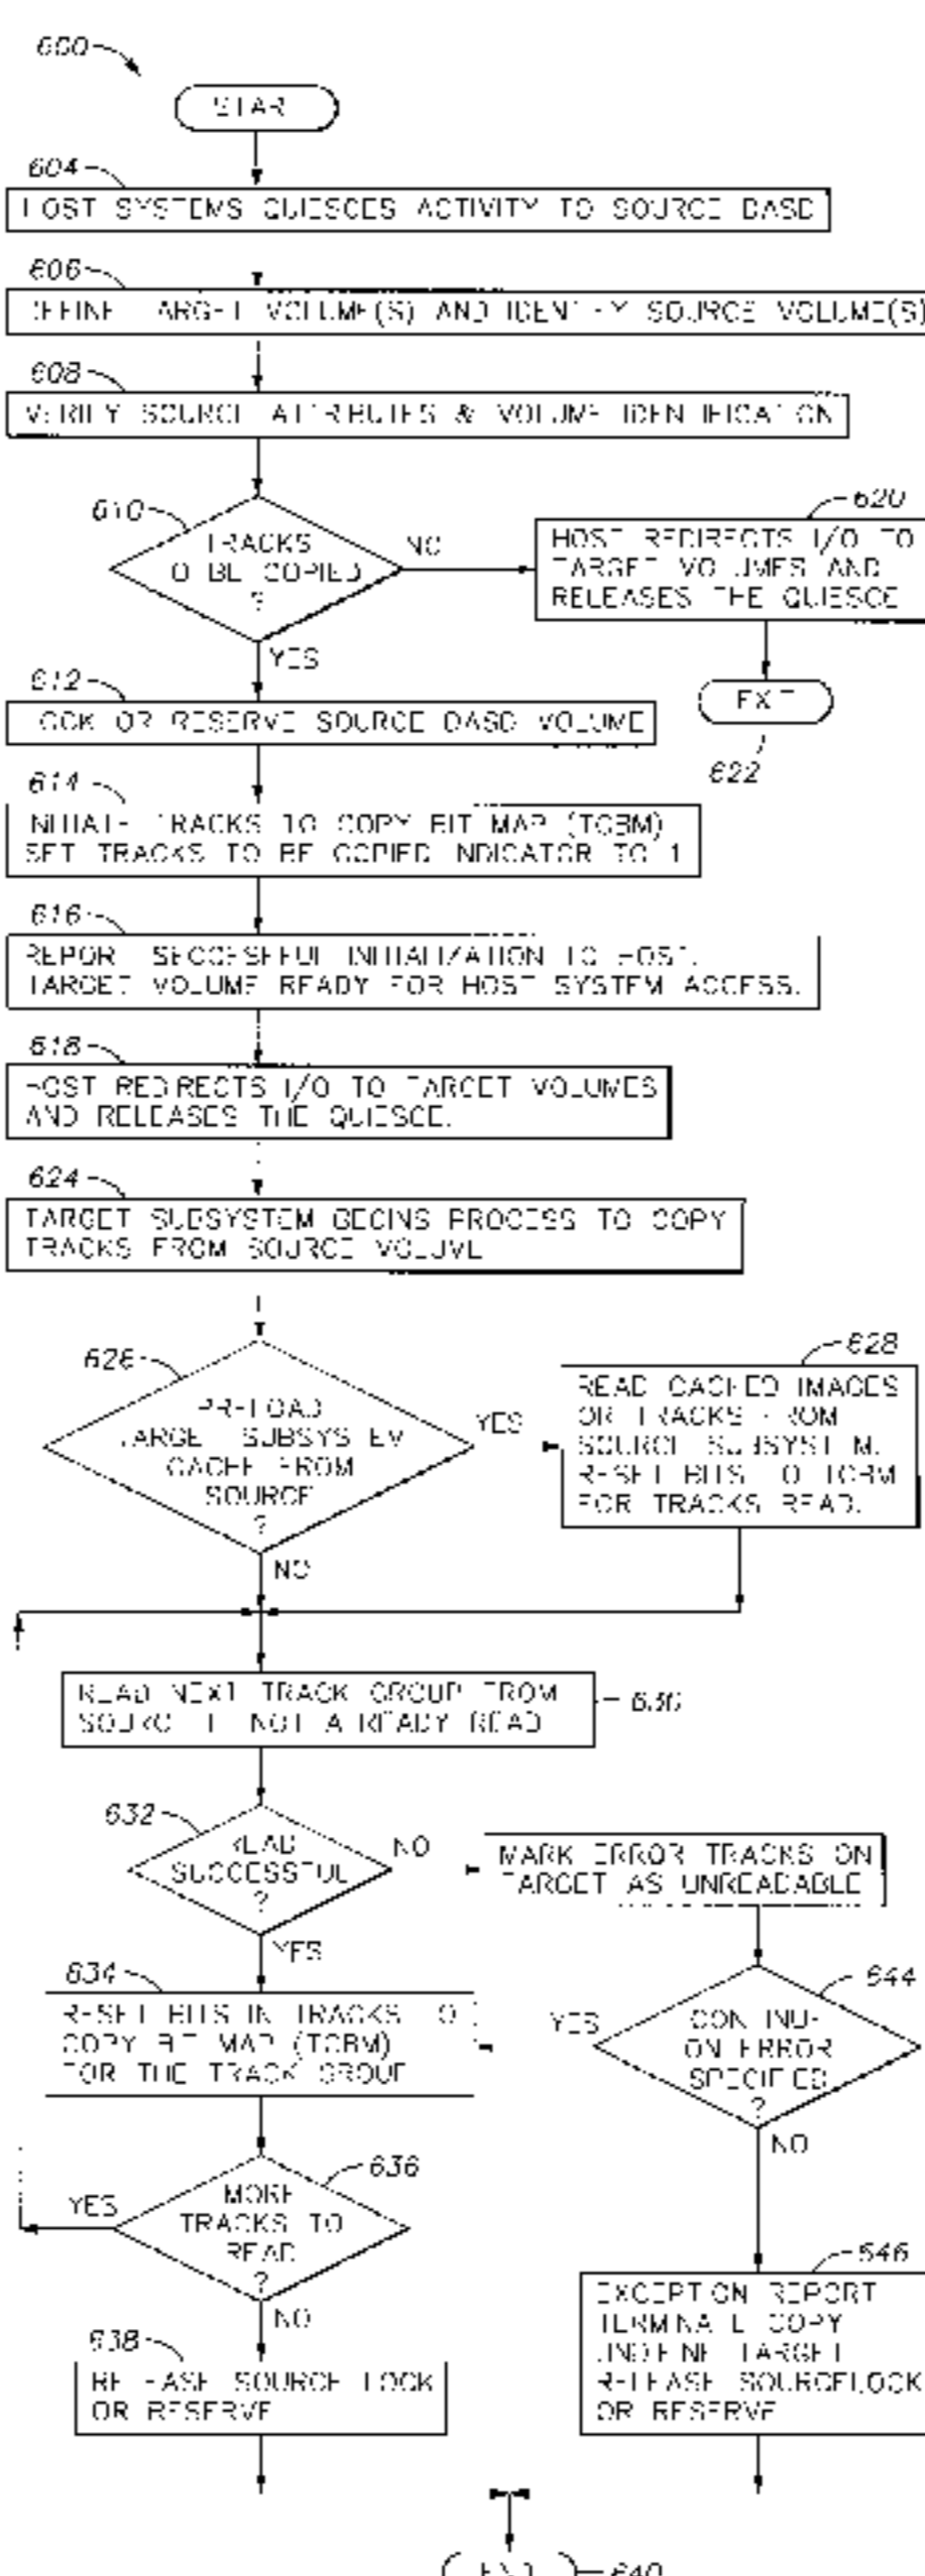 600
START
604
HOST SYSTEMS QUIESCES ACTIVITY TO SOURCE DASD
606
DEFINE TARGET VOLUME(S) AND IDENTIFY SOURCE VOLUME(S)
608
VERIFY SOURCE ATTRIBUTES & VOLUME IDENTIFICATION
610
TRACKS
TO BE COPIED
?
NO
YES
620
HOST REDIRECTS I/O TO
TARGET VOLUMES AND
RELEASES THE QUIESCE
EXIT
622
612
LOCK OR RESERVE SOURCE DASD VOLUME
614
INITIATE TRACKS TO COPY BIT MAP (TCBM)
SET TRACKS TO BE COPIED INDICATOR TO 1
616
REPORT SUCCESSFUL INITIALIZATION TO HOST.
TARGET VOLUME READY FOR HOST SYSTEM ACCESS.
618
HOST REDIRECTS I/O TO TARGET VOLUMES
AND RELEASES THE QUIESCE.
624
TARGET SUBSYSTEM BEGINS PROCESS TO COPY
TRACKS FROM SOURCE VOLUME
626
PRELOAD
TARGET SUBSYSTEM
CACHE FROM
SOURCE
?
YES
NO
628
READ CACHED IMAGES
OR TRACKS FROM
SOURCE SUBSYSTEM.
RESET BITS TO TCBM
FOR TRACKS READ.
READ NEXT TRACK GROUP FROM
SOURCE IF NOT ALREADY READ
630
632
READ
SUCCESSFUL
?
NO
YES
MARK ERROR TRACKS ON
TARGET AS UNREADABLE
634
RESET BITS IN TRACKS TO
COPY BIT MAP (TCBM)
FOR THE TRACK GROUP
644
CONTINUE
ON ERROR
SPECIFIED
?
YES
NO
636
MORE
TRACKS TO
READ
?
YES
NO
638
RELEASE SOURCE LOCK
OR RESERVE
646
EXCEPTION REPORT
TERMINATE COPY
UNDEFINE TARGET
RELEASE SOURCELOCK
OR RESERVE
END
640